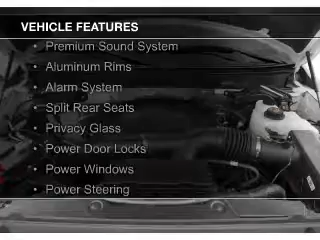 VEHICLE FEATURES
• Premium Sound System
• Aluminum Rims
• Alarm System
• Split Rear Seats
• Privacy Glass
• Power Door Locks
• Power Windows
• Power Steering